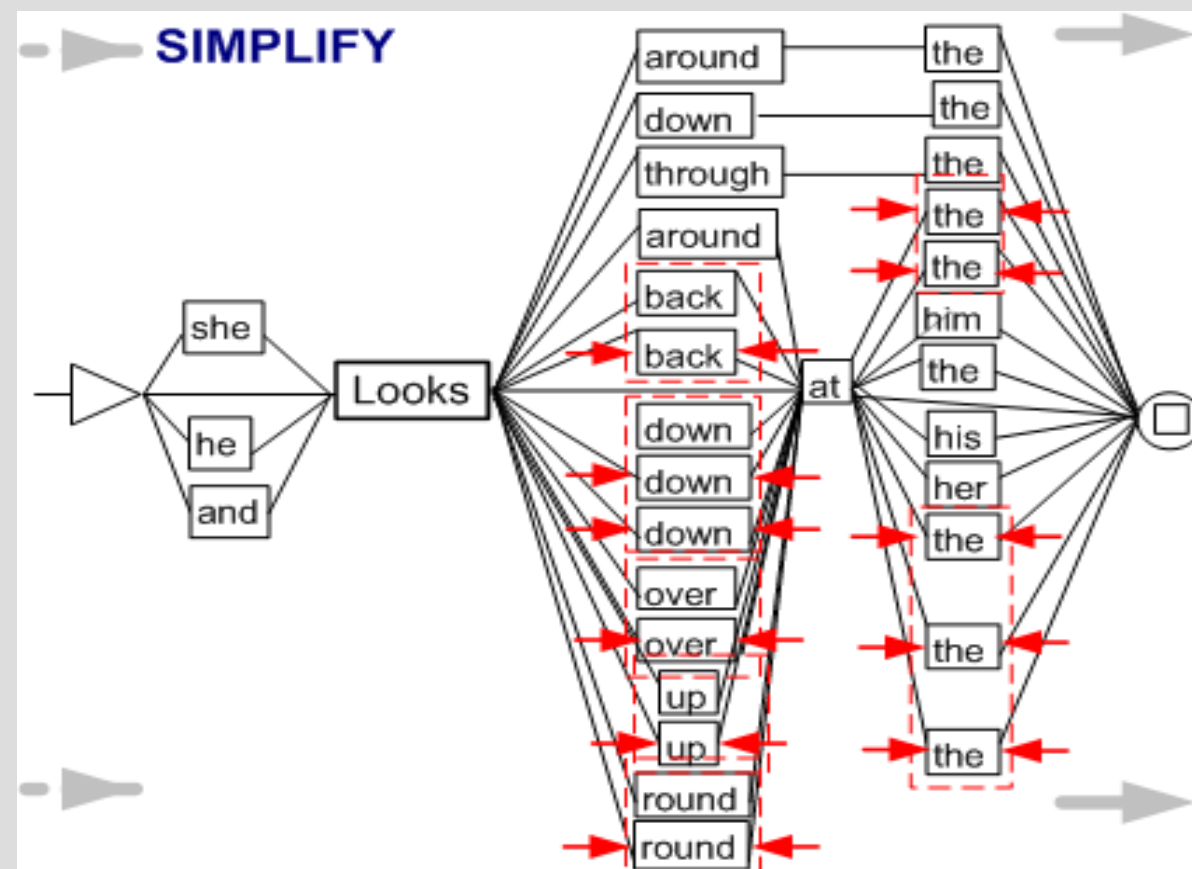 SIMPLIFY
she
he
and
Looks
around
down
through
around
back
back
down
down
down
over
over
up
up
round
round
at
the
the
the
the
the
him
the
his
her
the
the
the